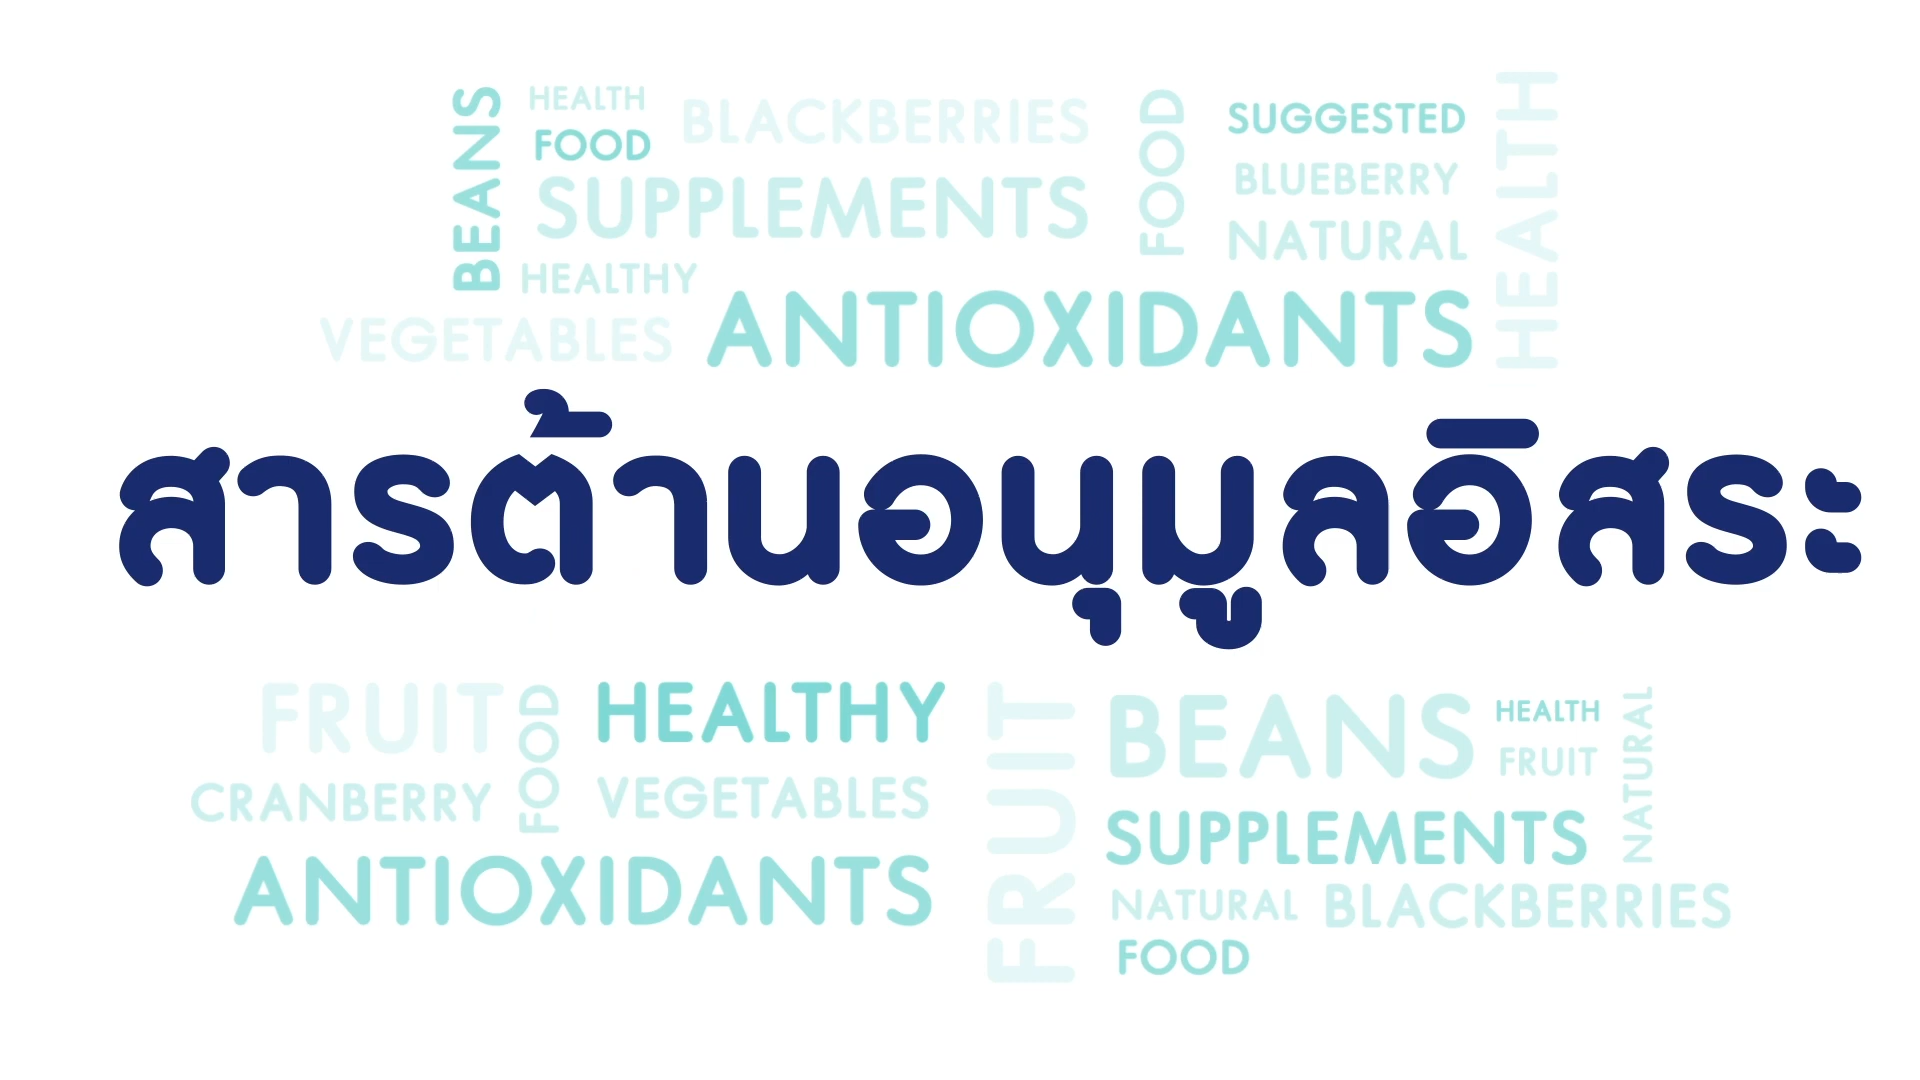 BEANS
HEALTH
FOOD
BLACKBERRIES
SUPPLEMENTS
HEALTHY
VEGETABLES
ANTIOXIDANTS
FOOD
SUGGESTED
BLUEBERRY
NATURAL
HEALTH
สารต้านอนุมูลอิสระ
FRUIT
FOOD
HEALTHY
CRANBERRY
VEGETABLES
ANTIOXIDANTS
FRUIT
BEANS
HEALTH
FRUIT
NATURAL
SUPPLEMENTS
NATURAL BLACKBERRIES
FOOD